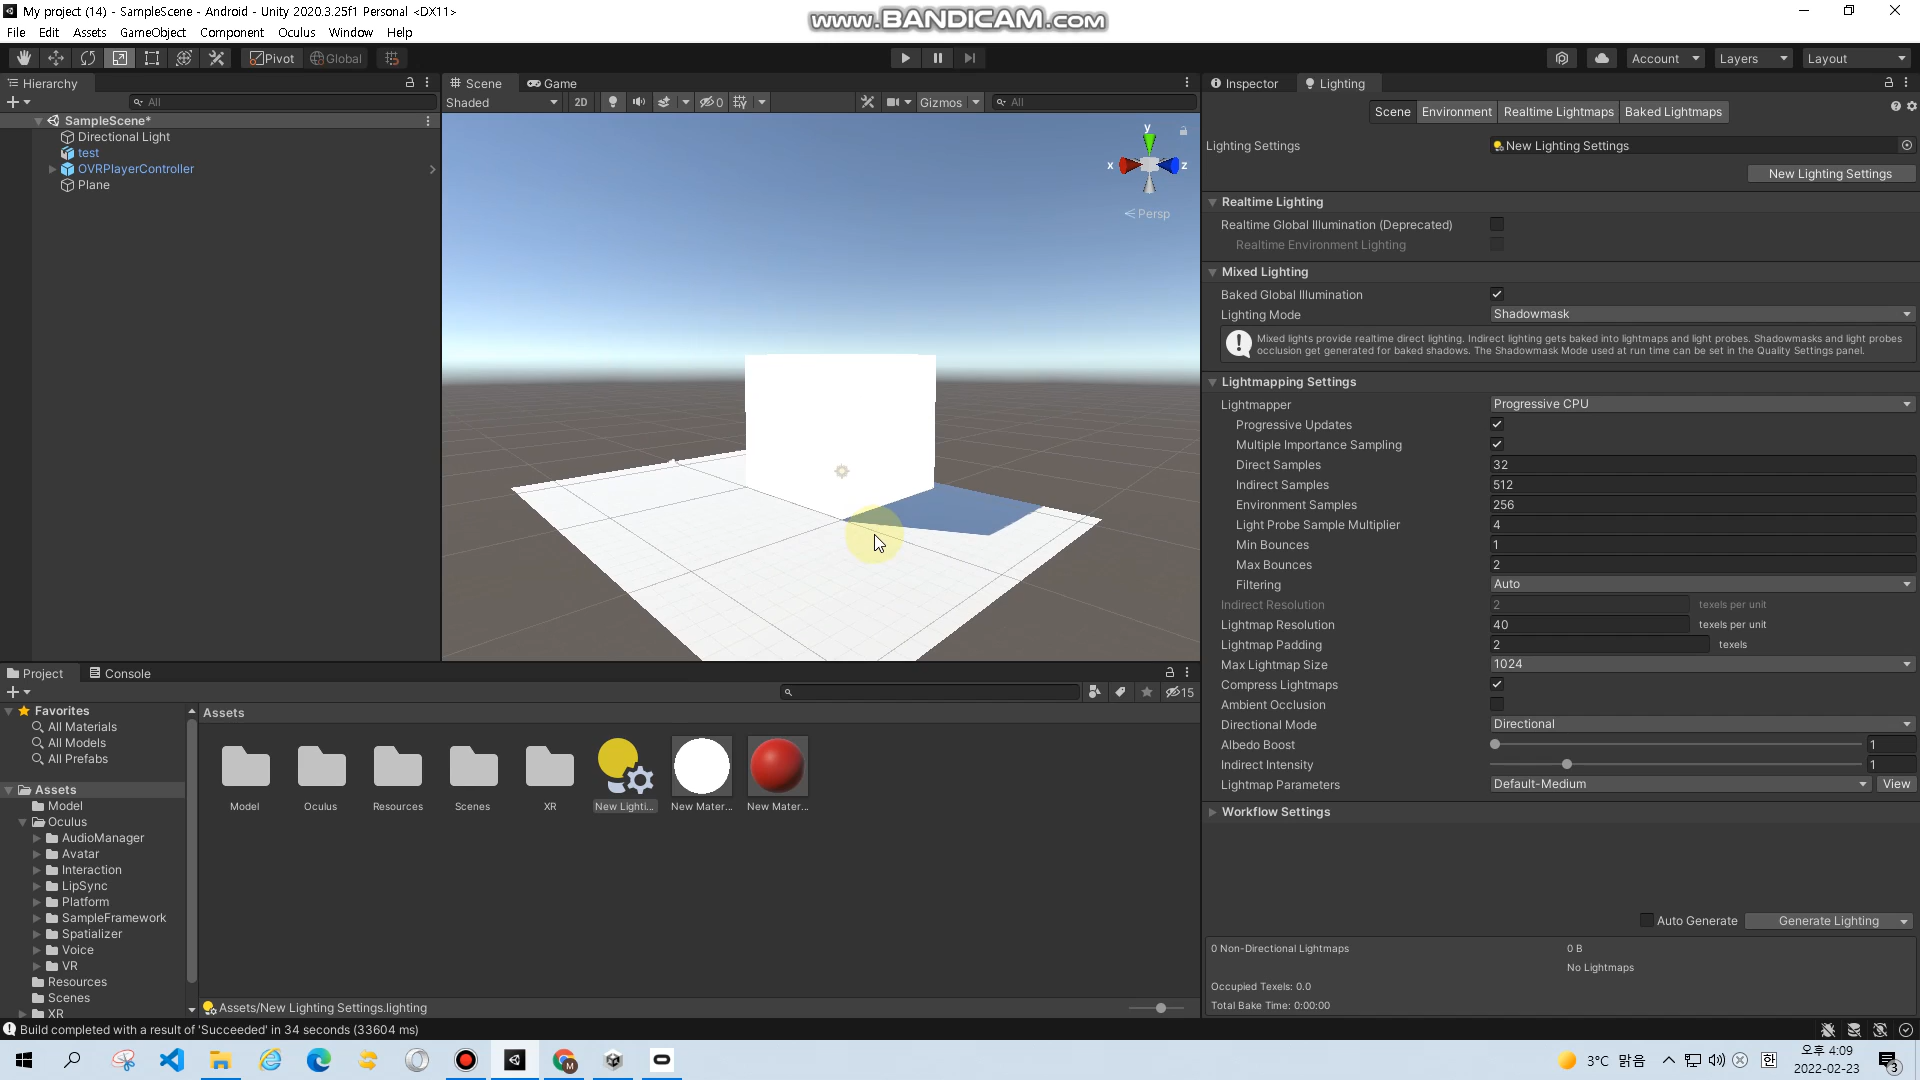 My project (14) - SampleScene - Android - Unity 2020.3.25f1 Personal <DX11>
www.BANDICAM.com
File Edit Assets GameObject Component Oculus Window Help
Pivot Global
Account Layers Layout
Hierarchy
All
SampleScene*
Directional Light
test
OVRPlayerController
Plane
Scene Game
Shaded 2D 0 Gizmos All
y
x z
Persp
Inspector Lighting
Scene Environment Realtime Lightmaps Baked Lightmaps
Lighting Settings New Lighting Settings
New Lighting Settings
Realtime Lighting
Realtime Global Illumination (Deprecated)
Realtime Environment Lighting
Mixed Lighting
Baked Global Illumination
Lighting Mode Shadowmask
Mixed lights provide realtime direct lighting. Indirect lighting gets baked into lightmaps and light probes. Shadowmasks and light probes
occlusion get generated for baked shadows. The Shadowmask Mode used at run time can be set in the Quality Settings panel.
Lightmapping Settings
Lightmapper Progressive CPU
Progressive Updates
Multiple Importance Sampling
Direct Samples 32
Indirect Samples 512
Environment Samples 256
Light Probe Sample Multiplier 4
Min Bounces 1
Max Bounces 2
Filtering Auto
Indirect Resolution 2 texels per unit
Lightmap Resolution 40 texels per unit
Lightmap Padding 2 texels
Max Lightmap Size 1024
Compress Lightmaps
Ambient Occlusion
Directional Mode Directional
Albedo Boost 1
Indirect Intensity 1
Lightmap Parameters Default-Medium View
Workflow Settings
Auto Generate Generate Lighting
0 Non-Directional Lightmaps 0 B
No Lightmaps
Occupied Texels: 0.0
Total Bake Time: 0:00:00
Project Console
15
Favorites
All Materials
All Models
All Prefabs
Assets
Model
Oculus
AudioManager
Avatar
Interaction
LipSync
Platform
SampleFramework
Spatializer
Voice
VR
Resources
Scenes
XR
Assets
Model Oculus Resources Scenes XR New Lighti... New Mater... New Mater...
Assets/New Lighting Settings.lighting
Build completed with a result of 'Succeeded' in 34 seconds (33604 ms)
M
3°C 맑음
한
오후 4:09
2022-02-23
3